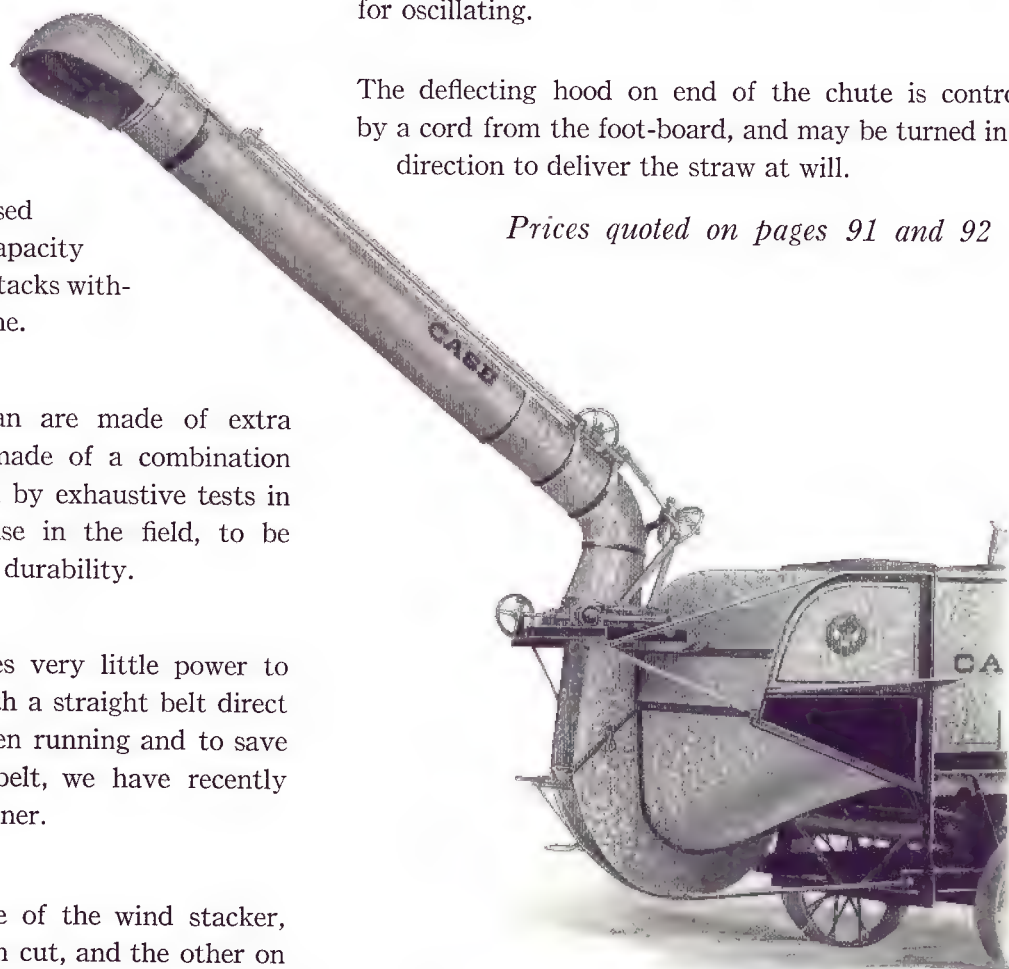 for oscillating.
The deflecting hood on end of the chute is contro
by a cord from the foot-board, and may be turned in
direction to deliver the straw at will.
Prices quoted on pages 91 and 92
sed
apacity
tacks with-
ne.
an are made of extra
nade of a combination
by exhaustive tests in
se in the field, to be
durability.
es very little power to
th a straight belt direct
en running and to save
belt, we have recently
ner.
e of the wind stacker,
n cut, and the other on
CASE
CA